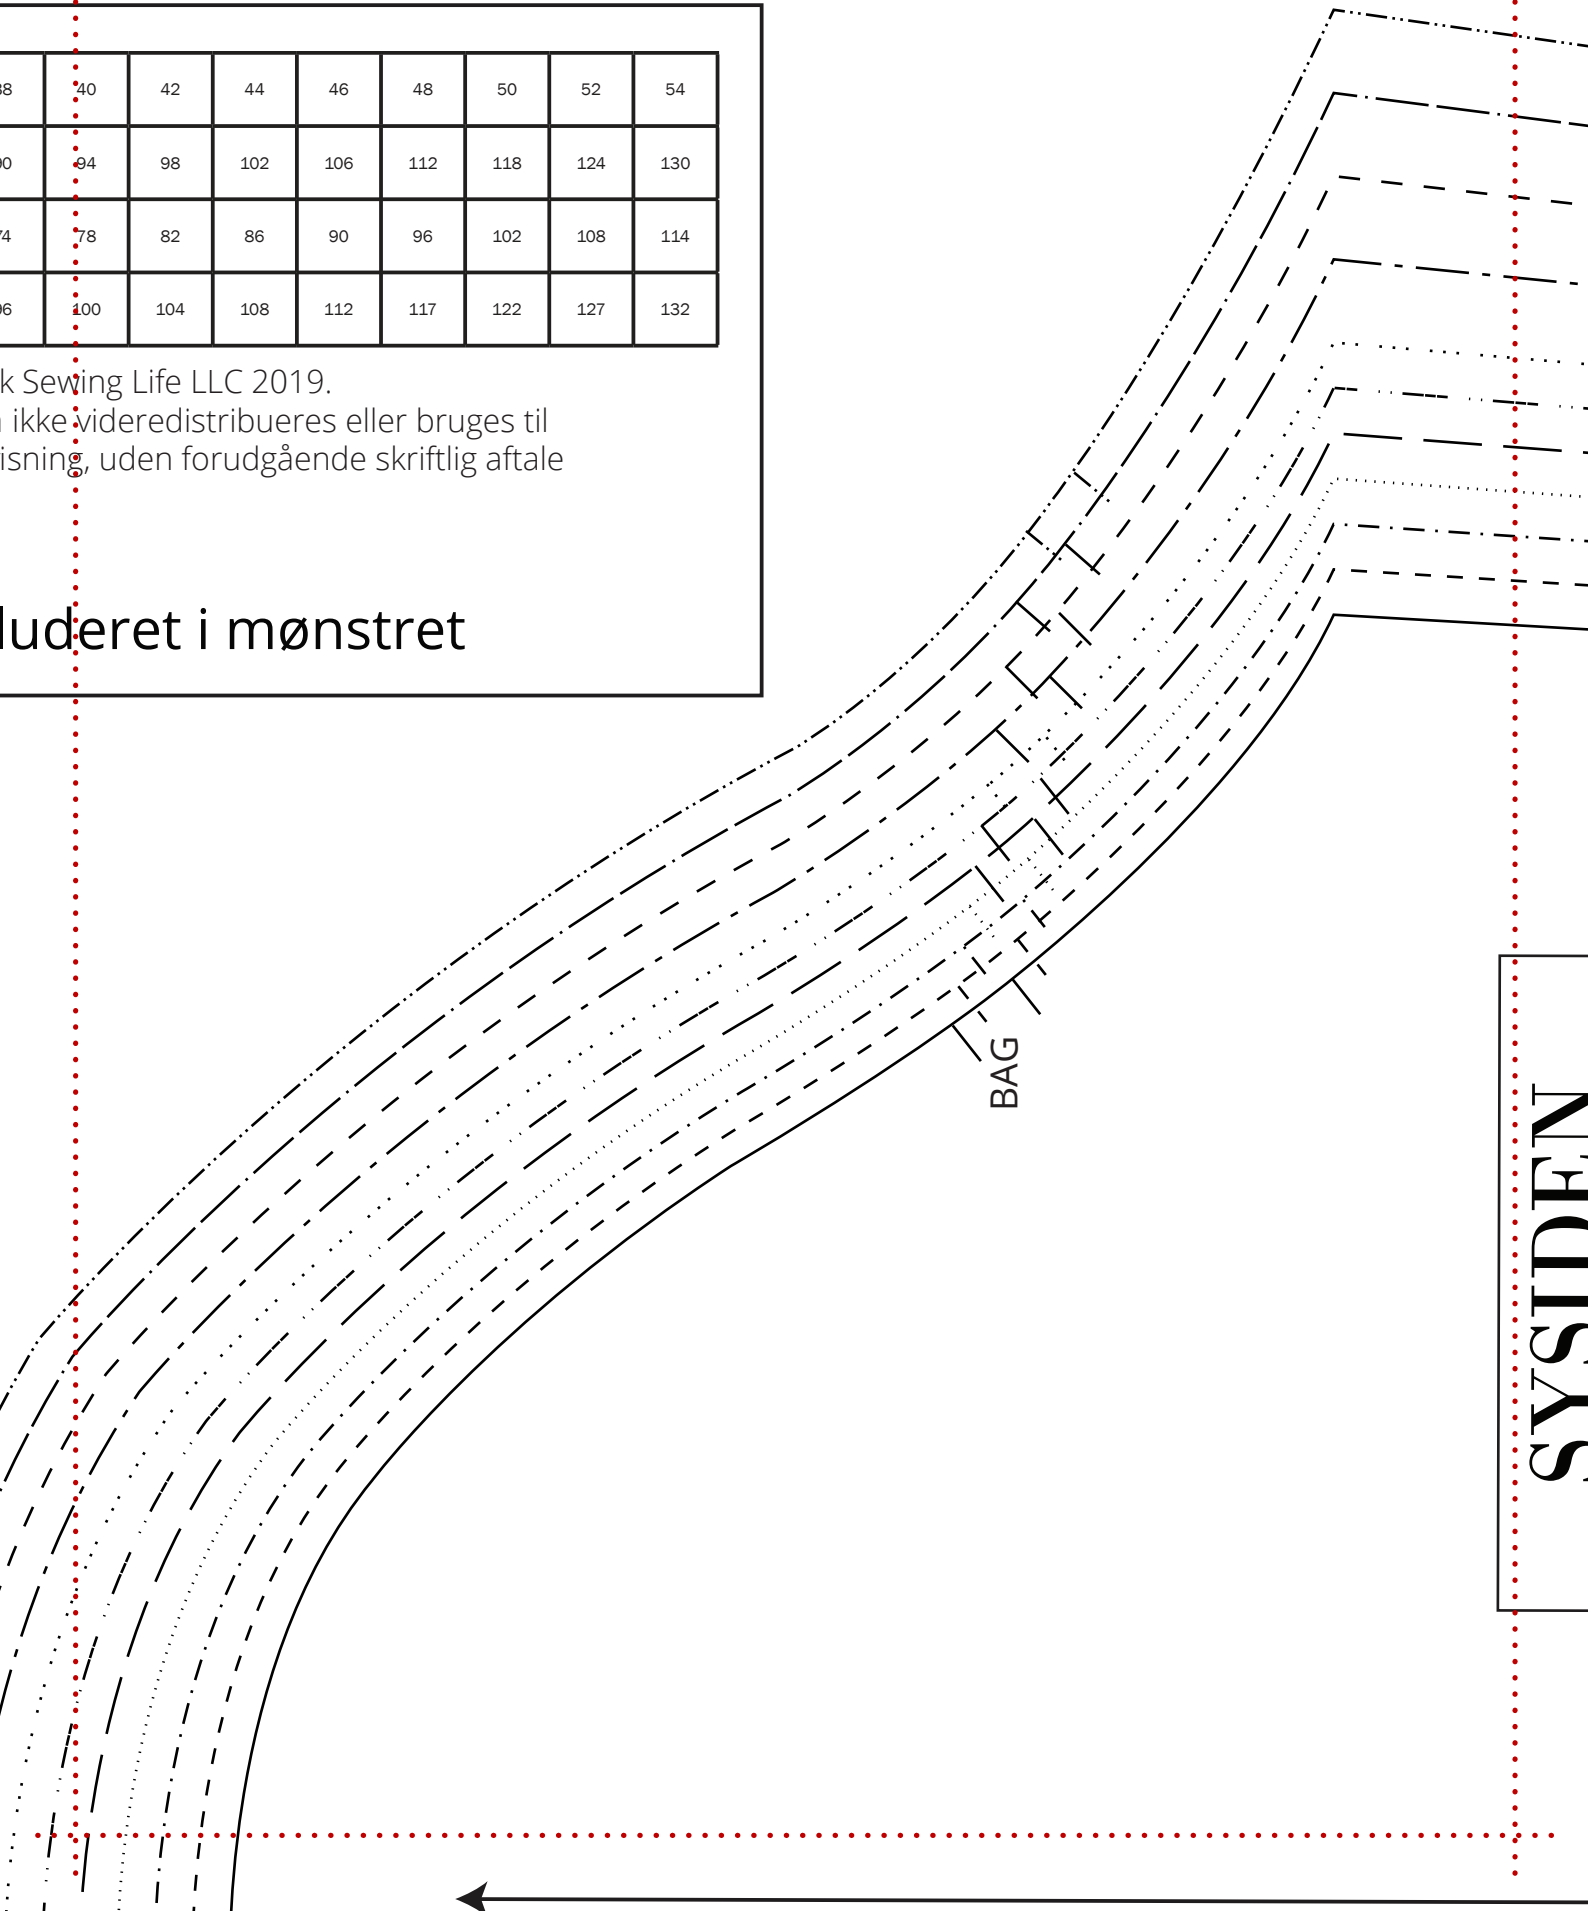 40 42 44 46 48 50 52 54
94 98 102 106 112 118 124 130
78 82 86 90 96 102 108 114
100 104 108 112 117 122 127 132
k Sewing Life LLC 2019.
ikke videredistribueres eller bruges til
isning, uden forudgående skriftlig aftale
luderet i mønstret
BAG
SYSIDEN